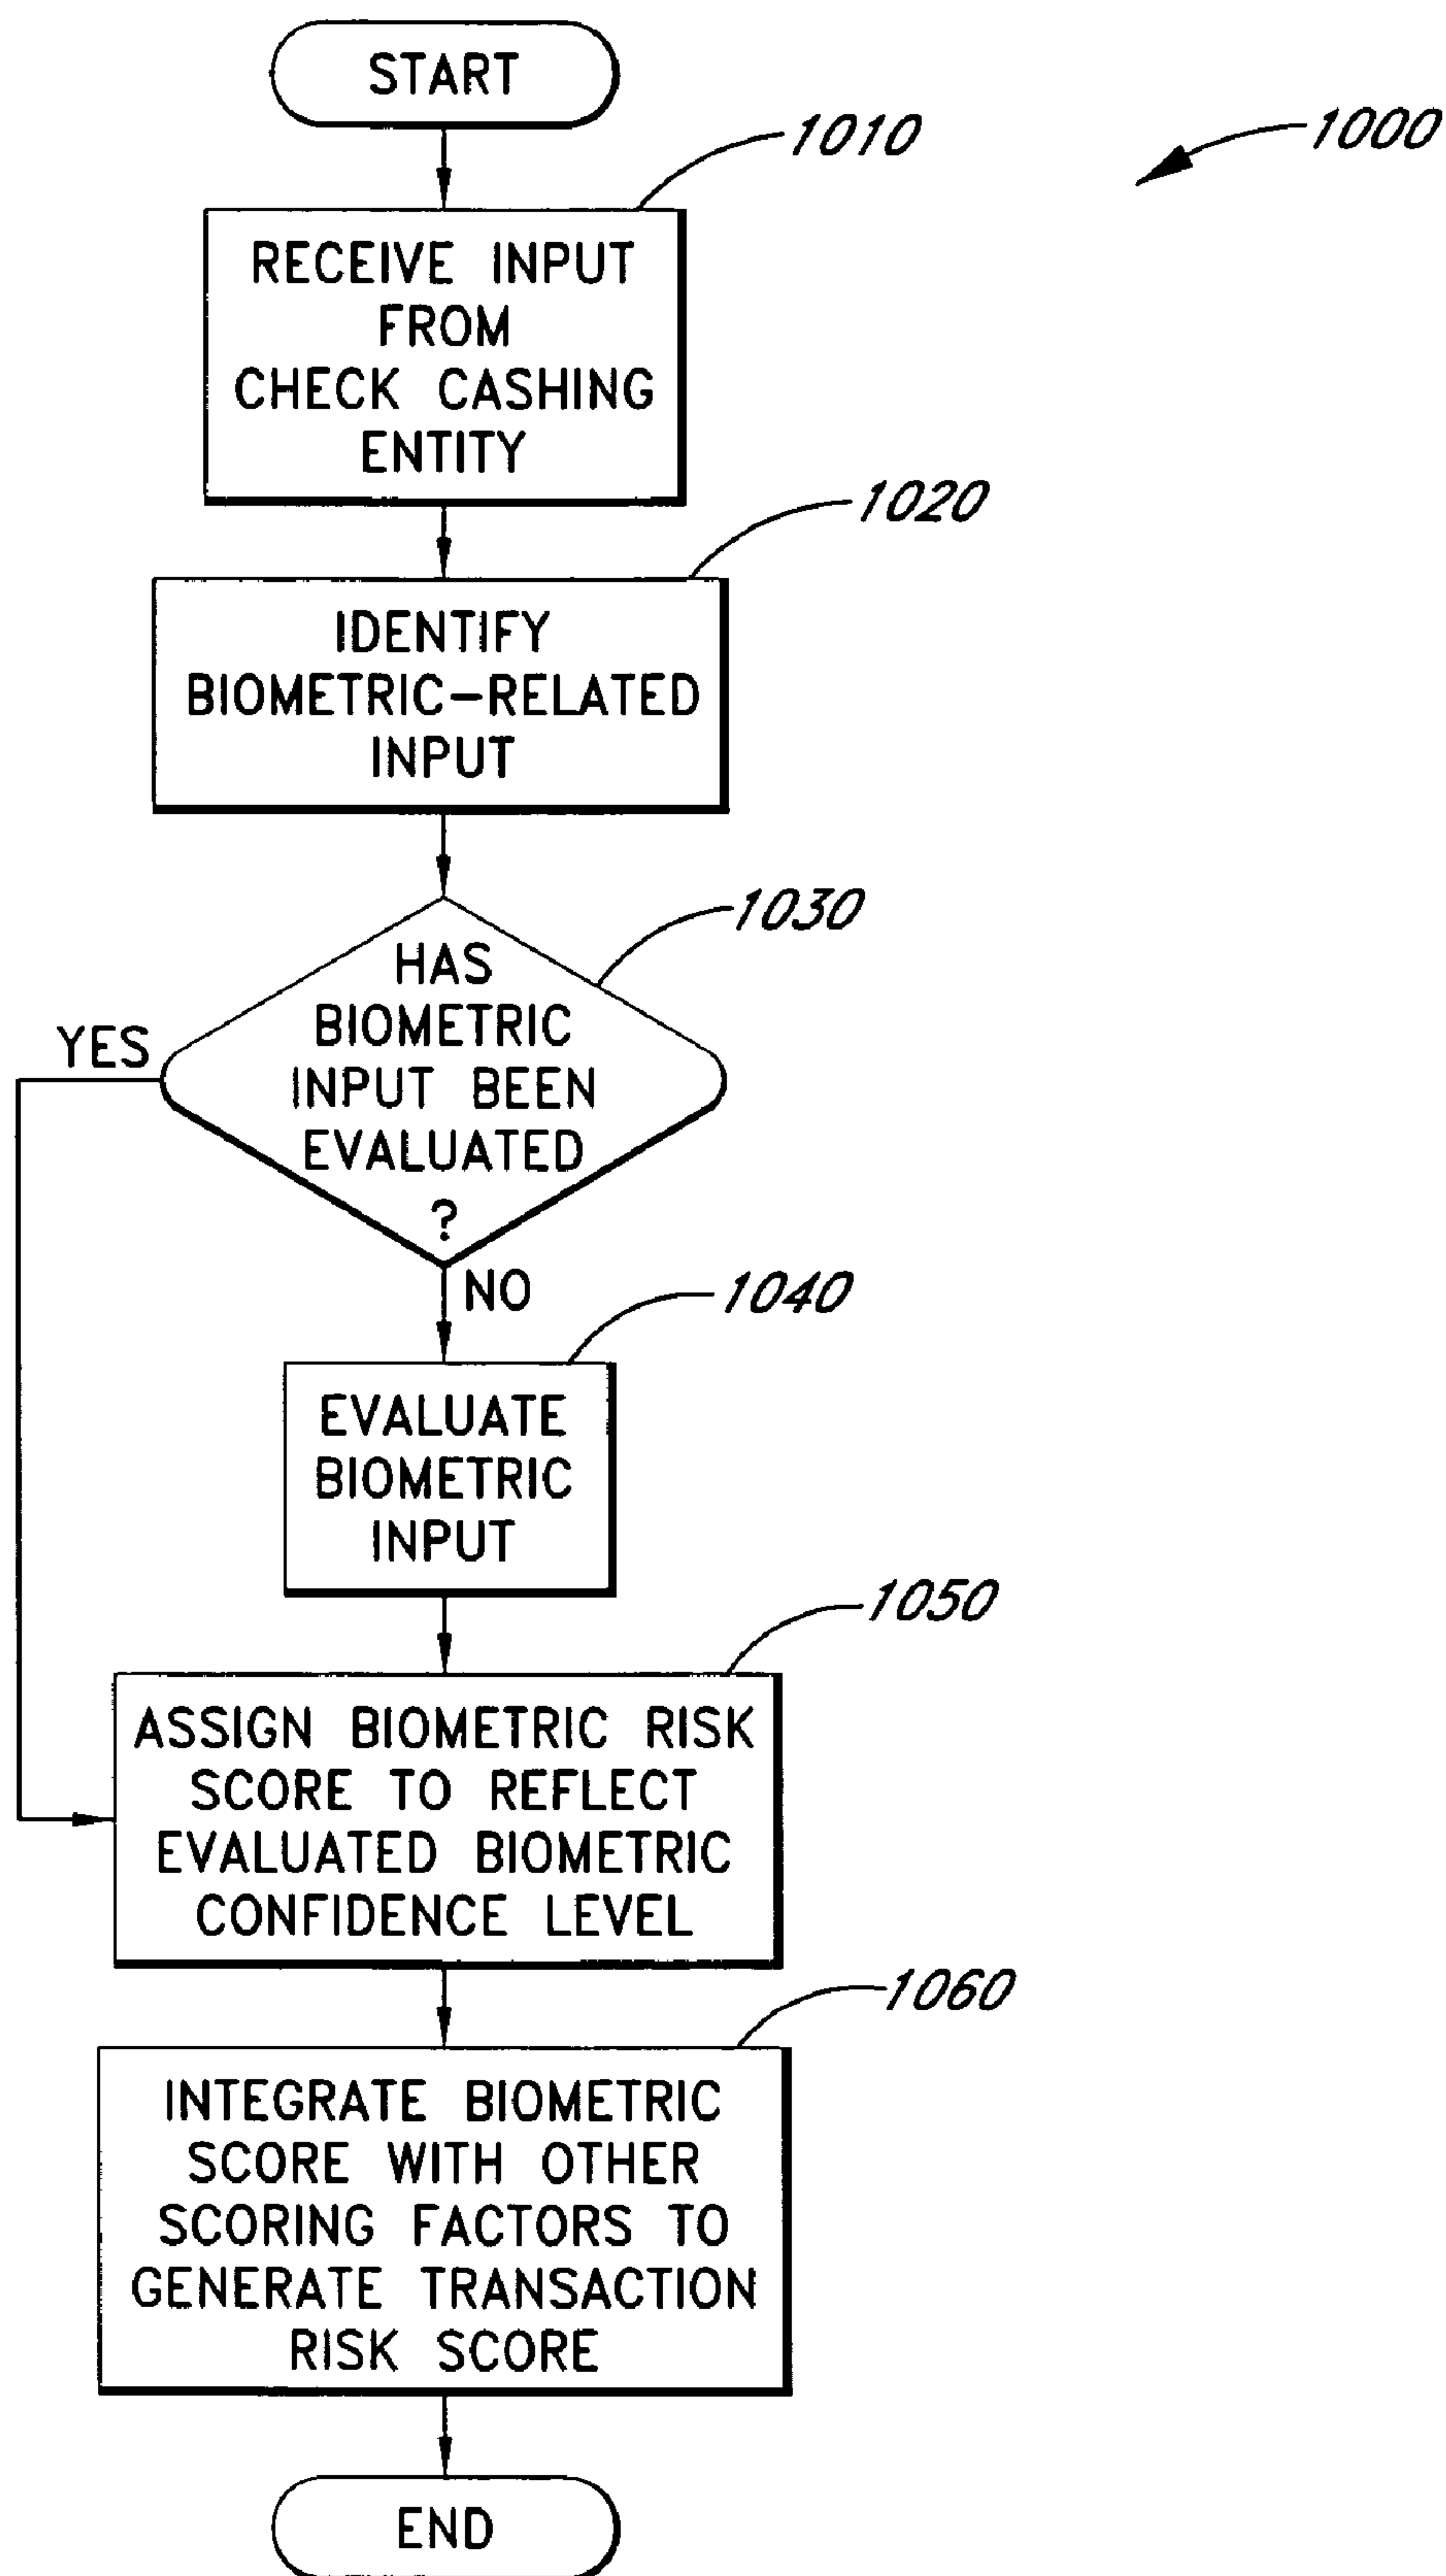 START
1010
1000
RECEIVE INPUT
FROM
CHECK CASHING
ENTITY
1020
IDENTIFY
BIOMETRIC-RELATED
INPUT
1030
HAS
BIOMETRIC
INPUT BEEN
EVALUATED
?
YES
NO
1040
EVALUATE
BIOMETRIC
INPUT
1050
ASSIGN BIOMETRIC RISK
SCORE TO REFLECT
EVALUATED BIOMETRIC
CONFIDENCE LEVEL
1060
INTEGRATE BIOMETRIC
SCORE WITH OTHER
SCORING FACTORS TO
GENERATE TRANSACTION
RISK SCORE
END